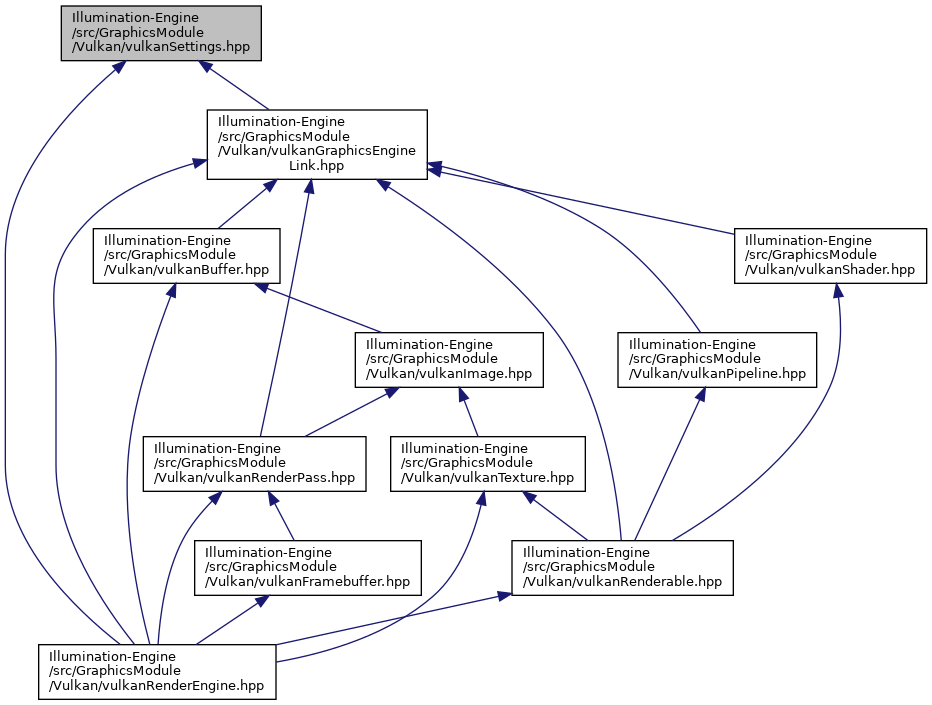 Illumination-Engine
/src/GraphicsModule
/Vulkan/vulkanSettings.hpp
Illumination-Engine
/src/GraphicsModule
/Vulkan/vulkanGraphicsEngine
Link.hpp
Illumination-Engine
/src/GraphicsModule
/Vulkan/vulkanBuffer.hpp
Illumination-Engine
/src/GraphicsModule
/Vulkan/vulkanShader.hpp
Illumination-Engine
/src/GraphicsModule
/Vulkan/vulkanImage.hpp
Illumination-Engine
/src/GraphicsModule
/Vulkan/vulkanPipeline.hpp
Illumination-Engine
/src/GraphicsModule
/Vulkan/vulkanRenderPass.hpp
Illumination-Engine
/src/GraphicsModule
/Vulkan/vulkanTexture.hpp
Illumination-Engine
/src/GraphicsModule
/Vulkan/vulkanFramebuffer.hpp
Illumination-Engine
/src/GraphicsModule
/Vulkan/vulkanRenderable.hpp
Illumination-Engine
/src/GraphicsModule
/Vulkan/vulkanRenderEngine.hpp